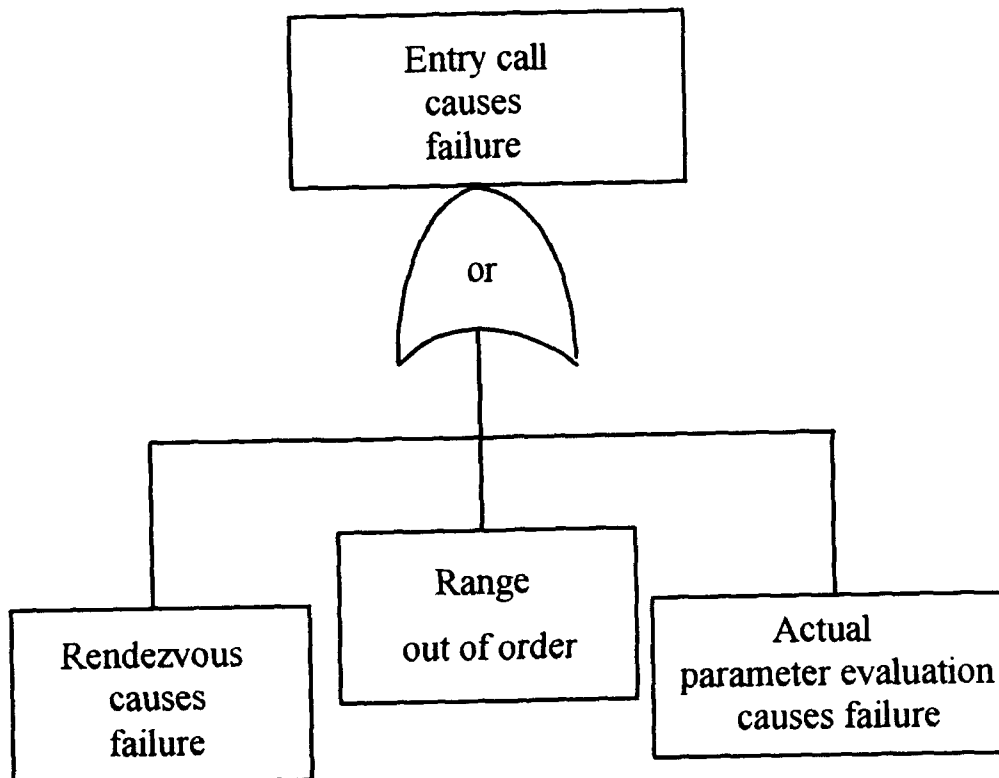 Entry call
causes
failure
or
Rendezvous
causes
failure
Range
out of order
Actual
parameter evaluation
causes failure